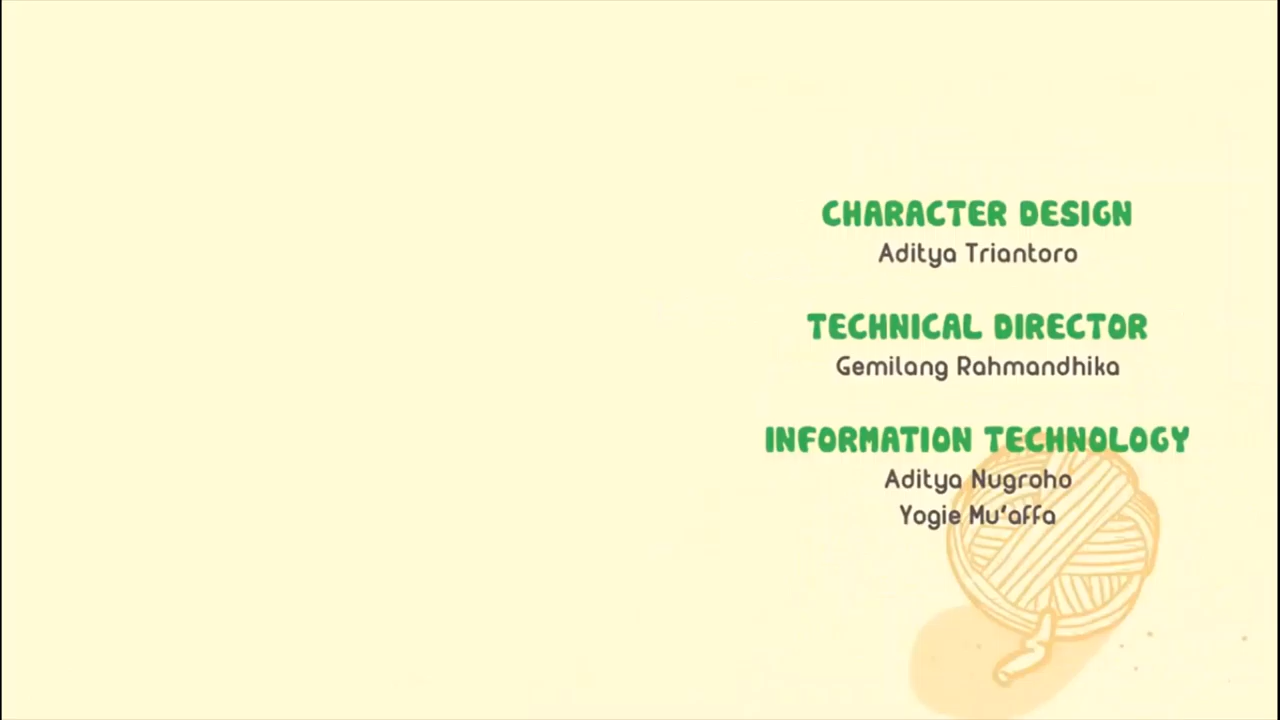 CHARACTER DESIGN
Aditya Triantoro
TECHNICAL DIRECTOR
Gemilang Rahmandhika
INFORMATION TECHNOLOGY
Aditya Nugroho
Yogie Mu'affa